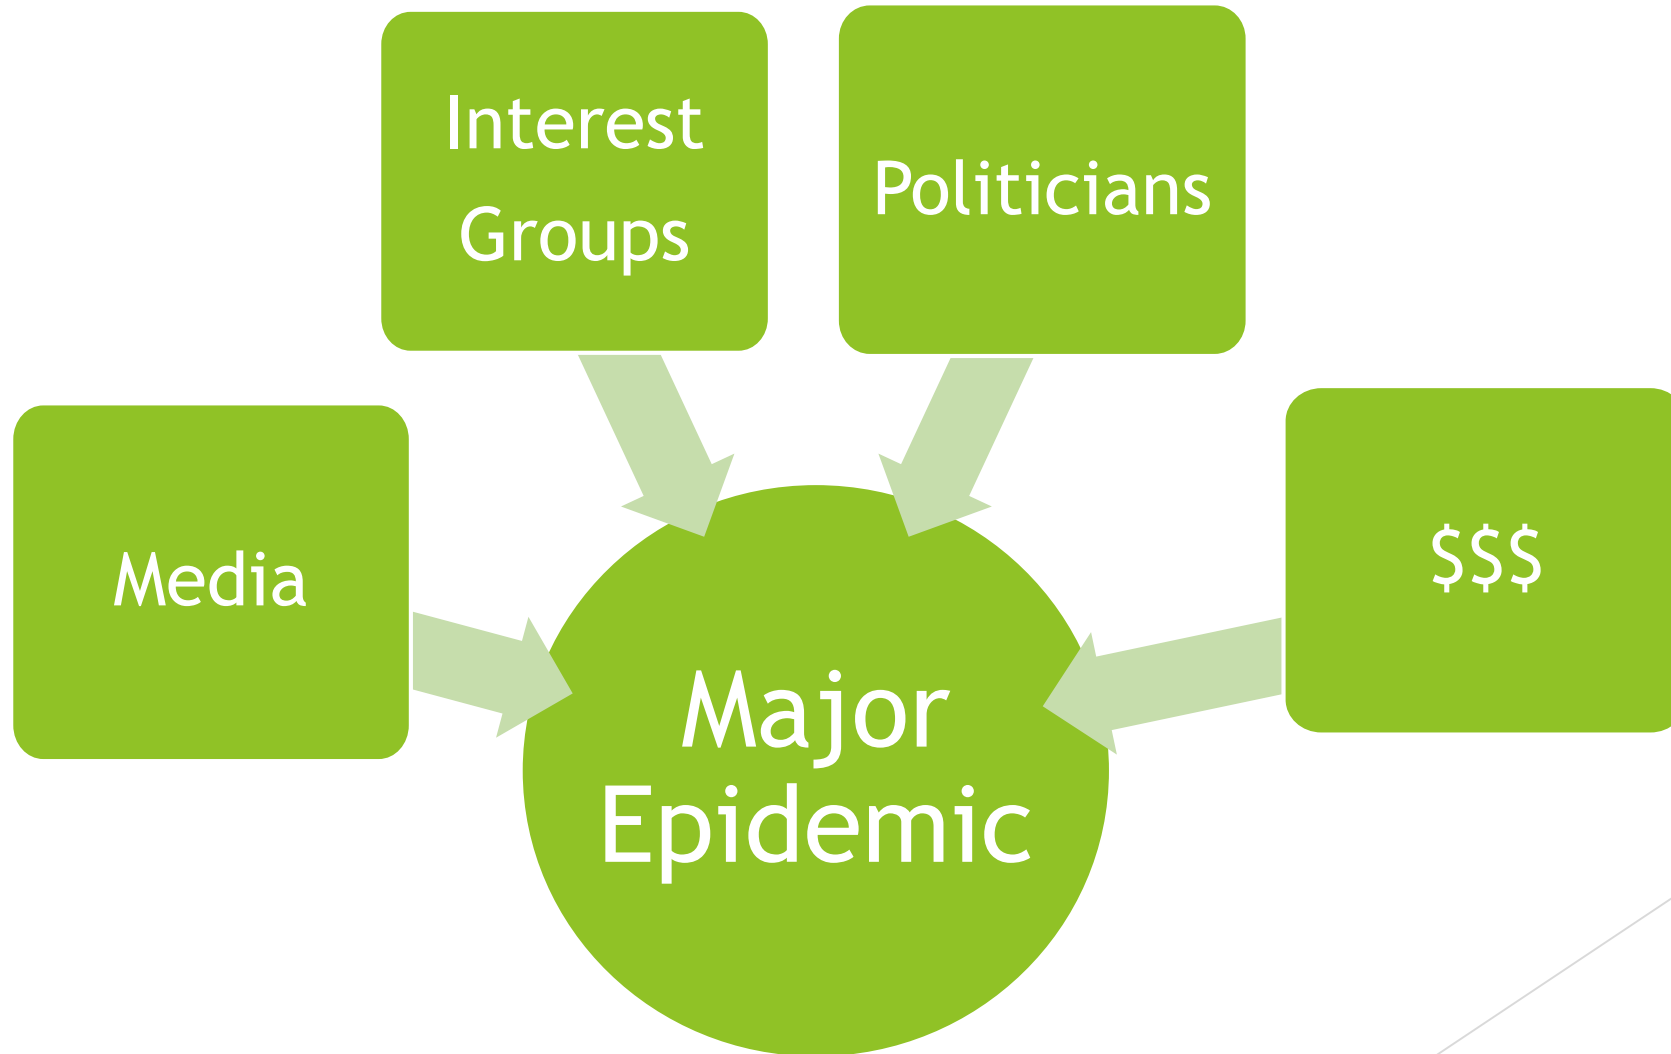 Interest
Groups
Politicians
Media
$$$
Major
Epidemic